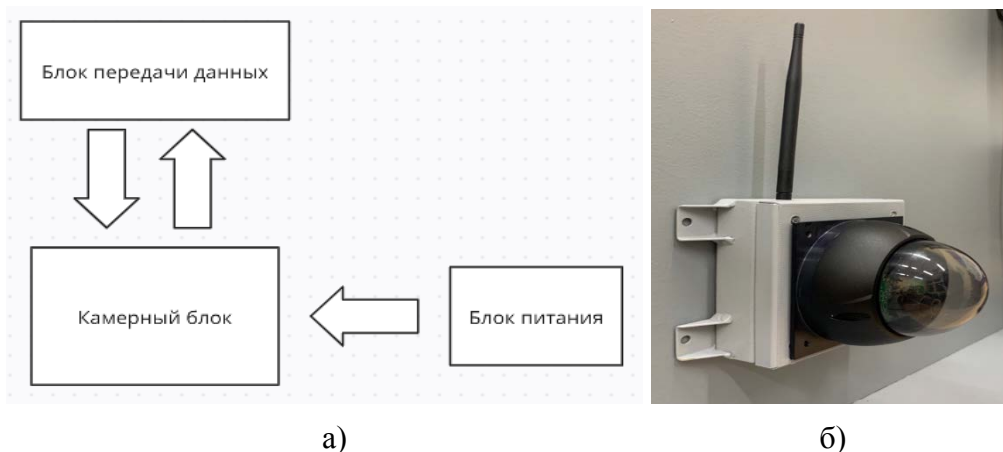 Блок передачи данных
Камерный блок
Блок питания
а)
б)